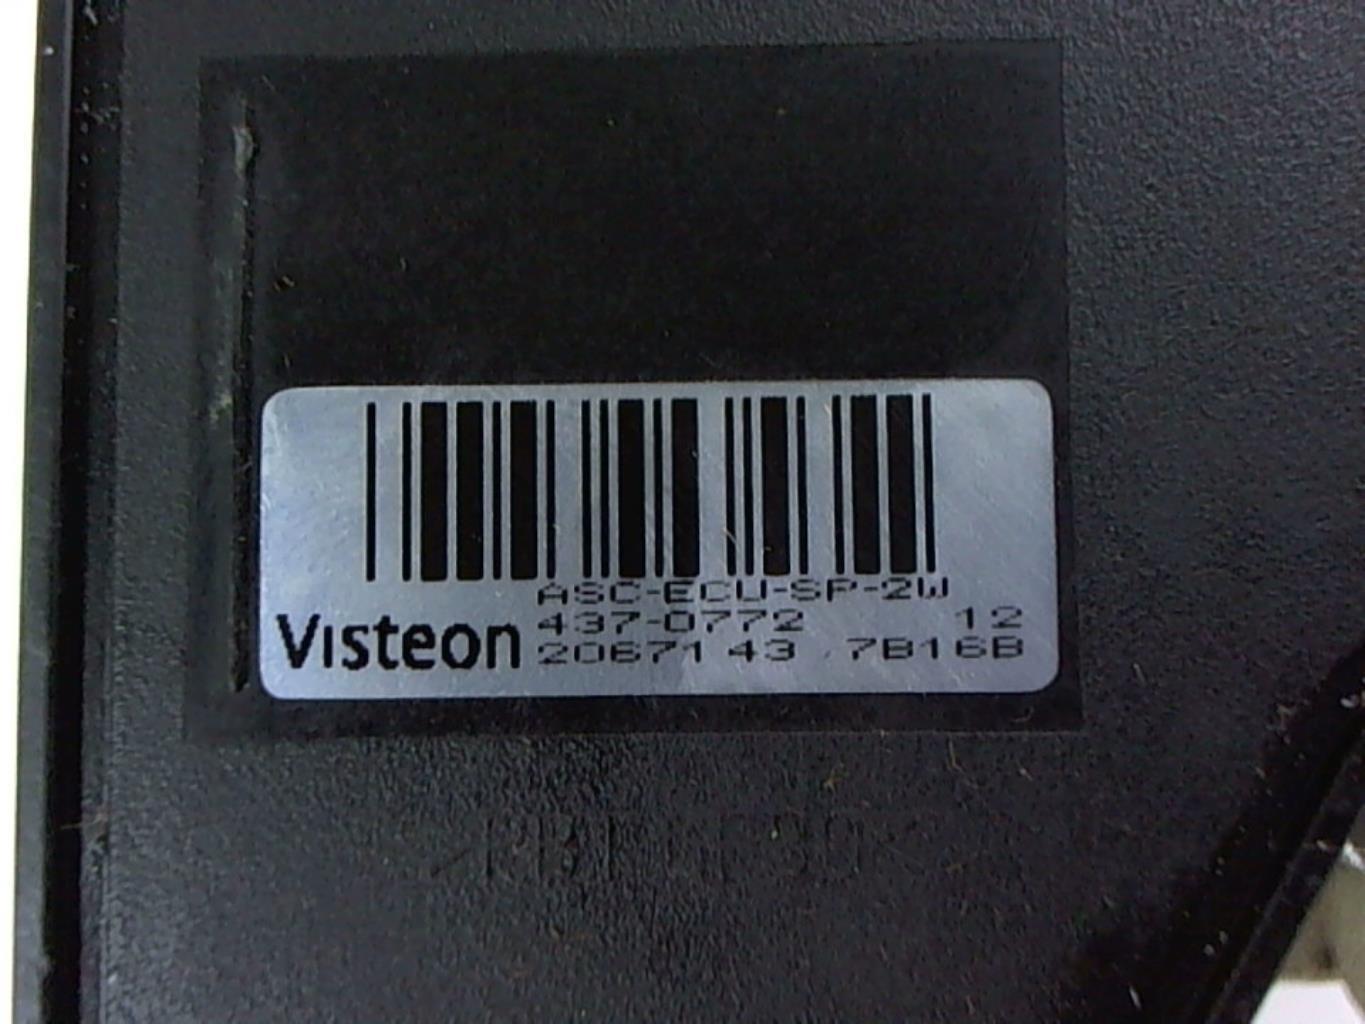 ASC-ECU-SP-2W
437-0772 12
Visteon 2067143 7B16B